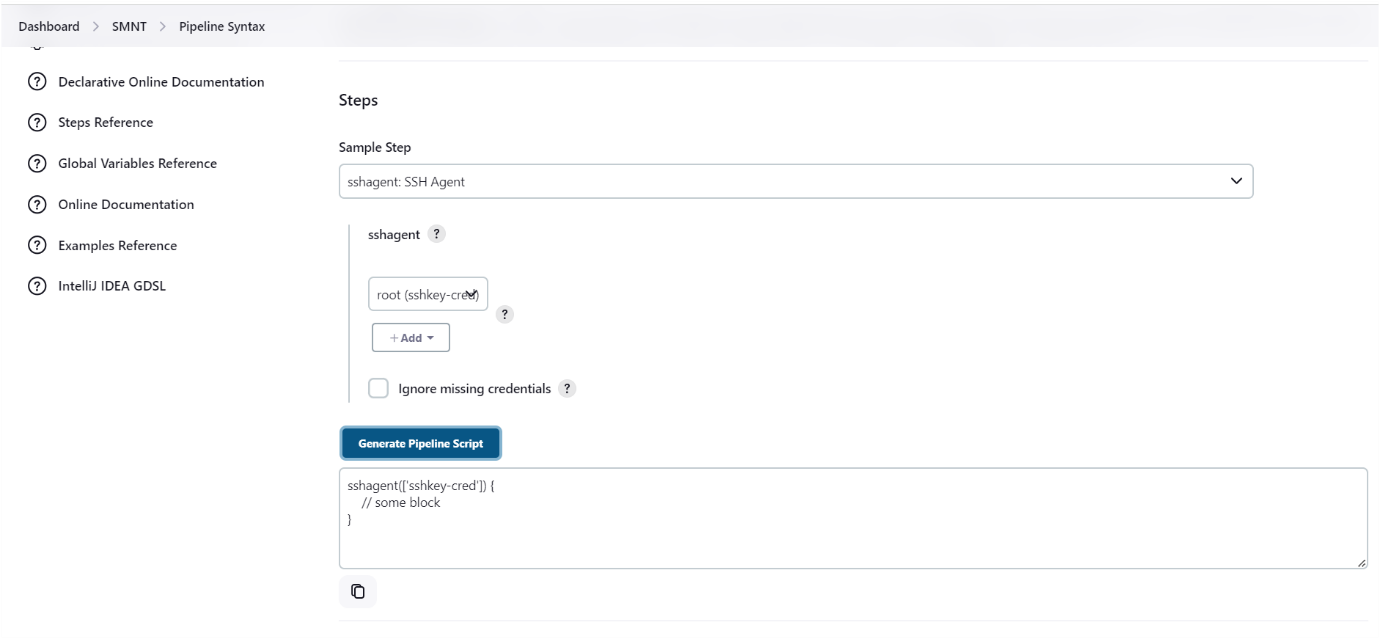 Dashboard > SMNT > Pipeline Syntax
? Declarative Online Documentation
? Steps Reference
? Global Variables Reference
? Online Documentation
? Examples Reference
? IntelliJ IDEA GDSL
Steps
Sample Step
sshagent: SSH Agent
sshagent ?
root (sshkey-cred)
?
+ Add
Ignore missing credentials ?
Generate Pipeline Script
sshagent(['sshkey-cred']) {
// some block
}